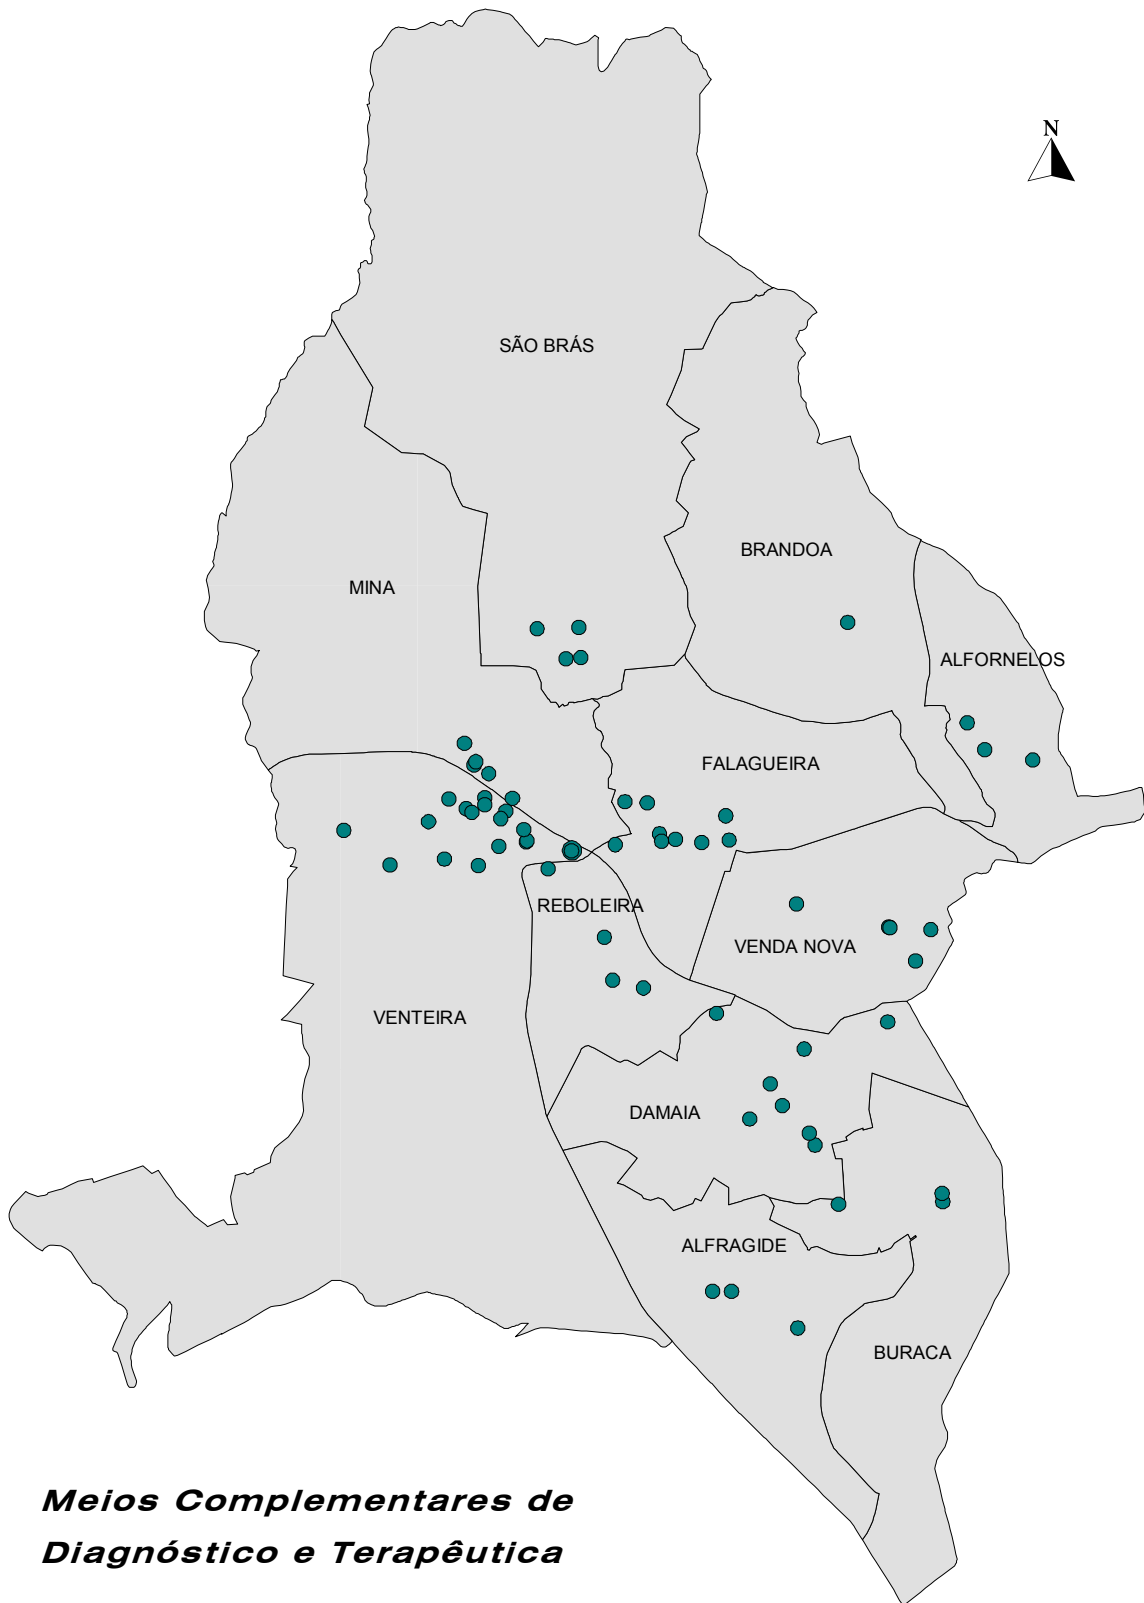 N
SÃO BRÁS
BRANDOA
MINA
ALFORNELOS
FALAGUEIRA
REBOLEIRA
VENDA NOVA
VENTEIRA
DAMAIA
ALFRAGIDE
BURACA
Meios Complementares de
Diagnóstico e Terapêutica